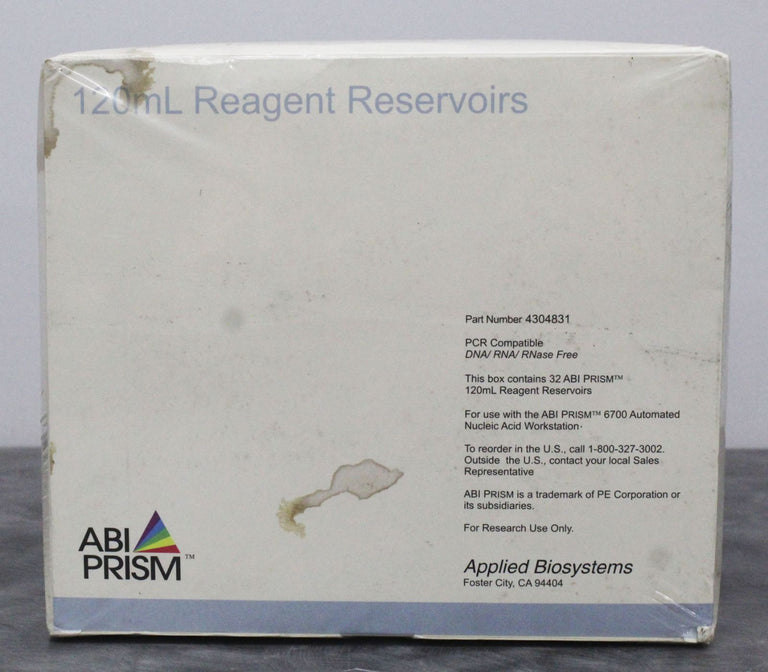 120mL Reagent Reservoirs
Part Number 4304831
PCR Compatible
DNA/ RNA/ RNase Free
This box contains 32 ABI PRISM™
120mL Reagent Reservoirs
For use with the ABI PRISM™ 6700 Automated
Nucleic Acid Workstation.
To reorder in the U.S., call 1-800-327-3002.
Outside the U.S., contact your local Sales
Representative
ABI PRISM is a trademark of PE Corporation or
its subsidiaries.
For Research Use Only.
Applied Biosystems
Foster City, CA 94404
ABI
PRISM™